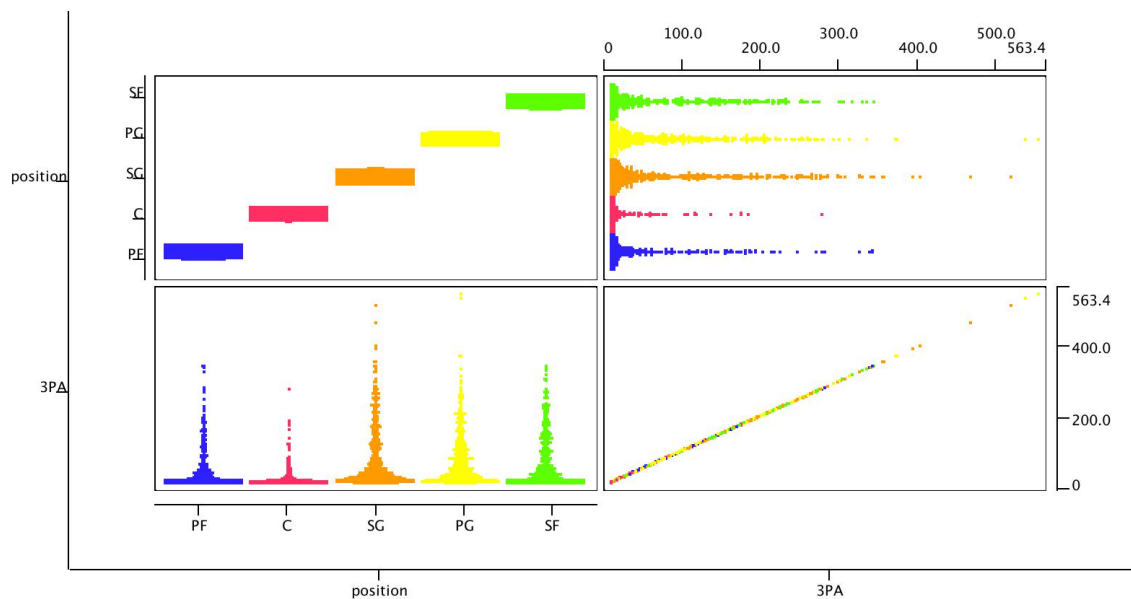 100.0 300.0 500.0
0 200.0 400.0 563.4
SF
PG
position SG
C
PF
563.4
400.0
3PA
200.0
0
PF C SG PG SF
position 3PA